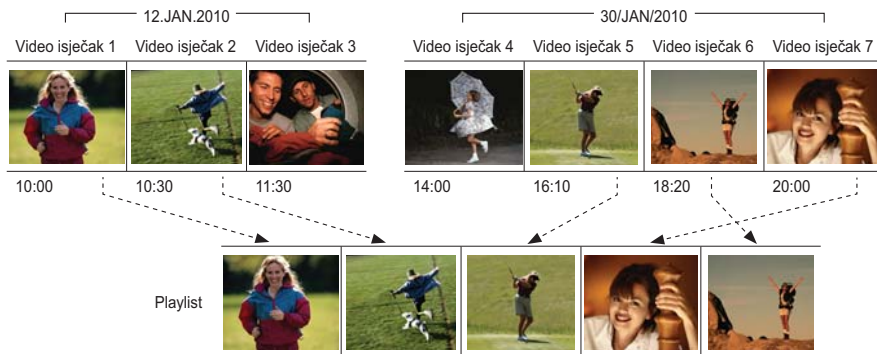 12.JAN.2010 30/JAN/2010
Video isječak 1 Video isječak 2 Video isječak 3 Video isječak 4 Video isječak 5 Video isječak 6 Video isječak 7
10:00 10:30 11:30 14:00 16:10 18:20 20:00
Playlist